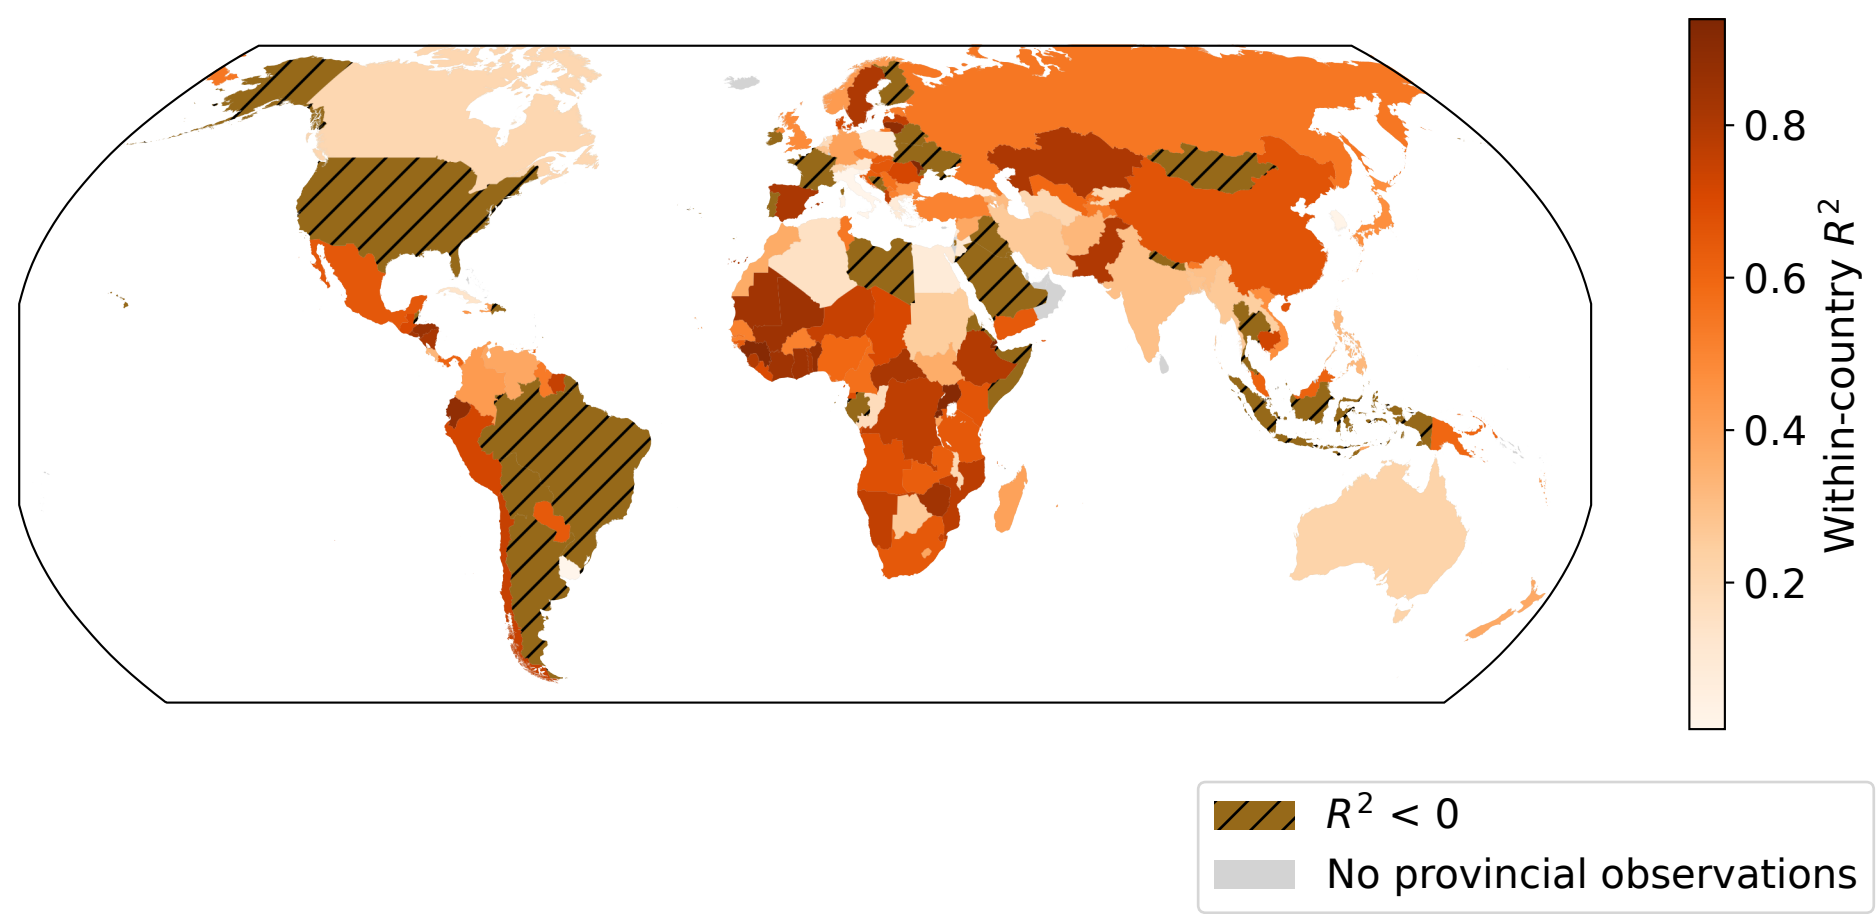 0.8
0.6
0.4
0.2
Within-country R²
R² < 0
No provincial observations